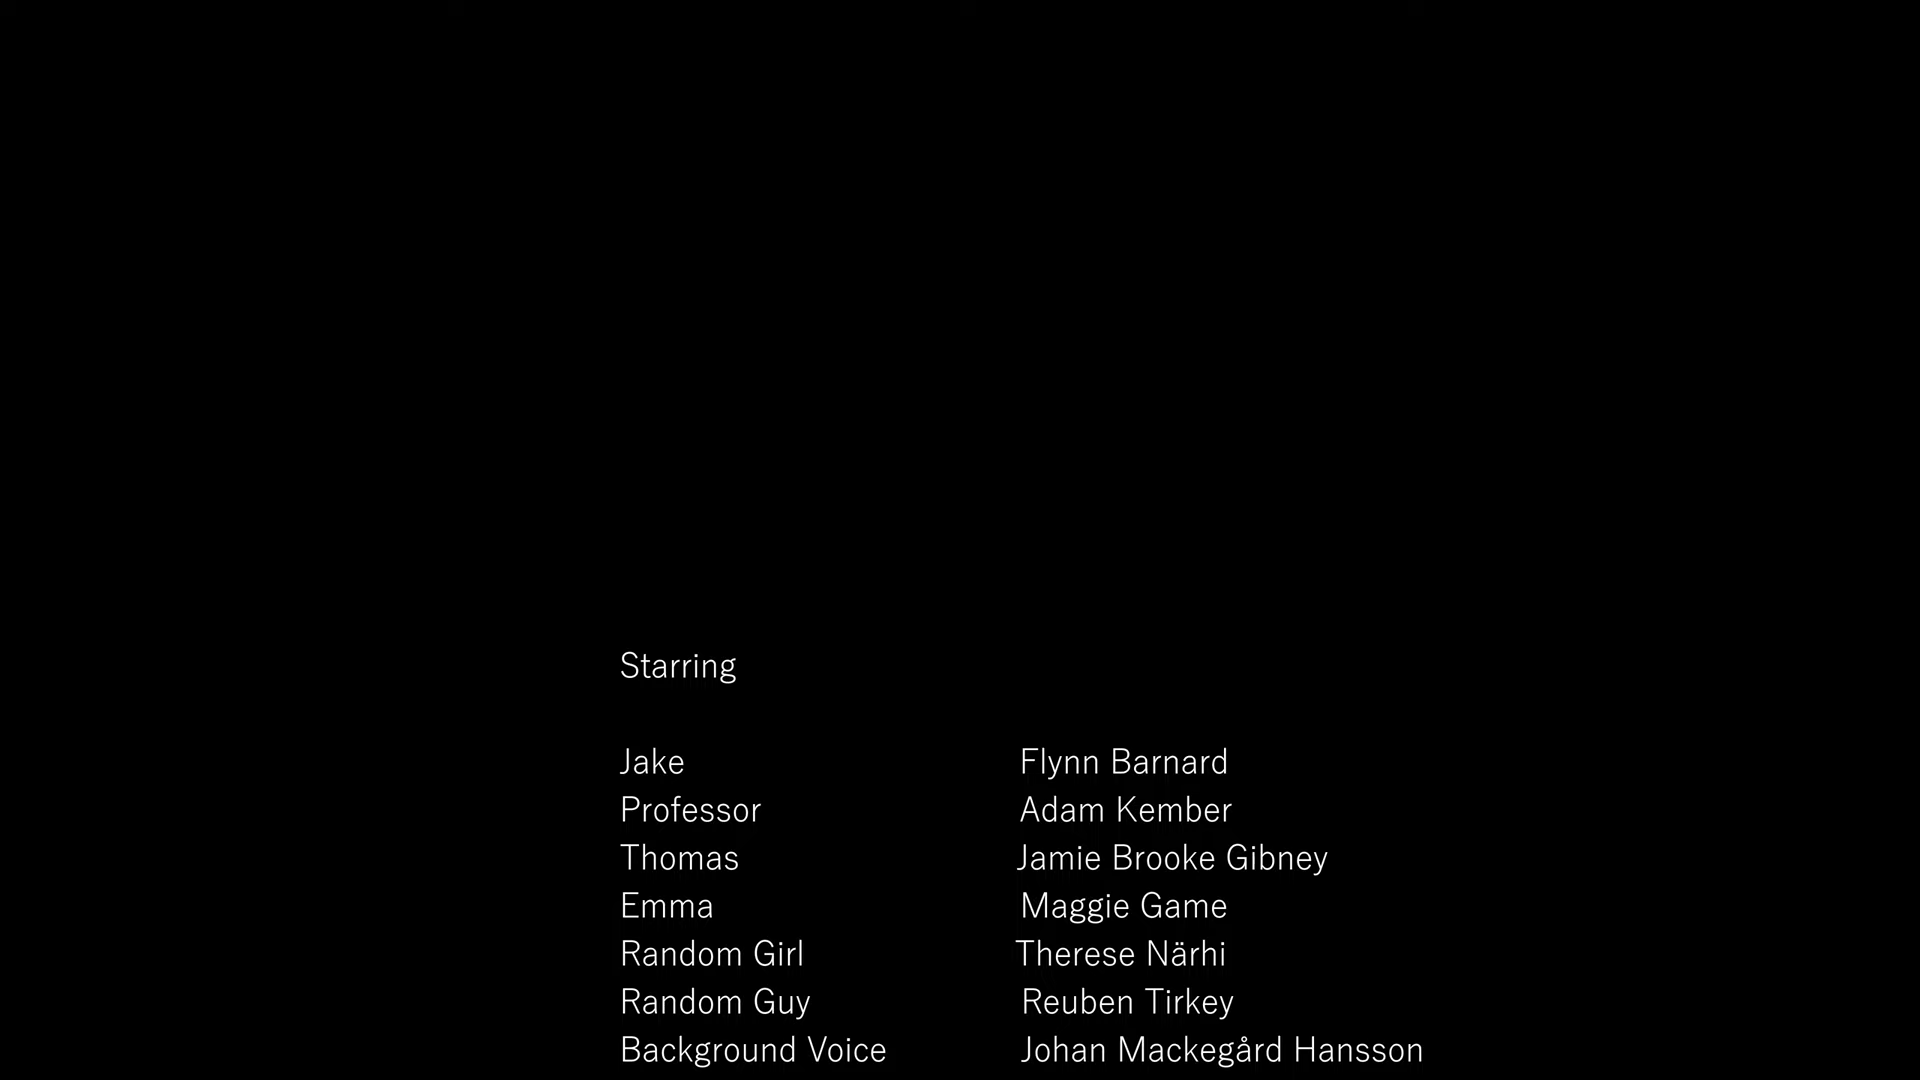 Starring
Jake Flynn Barnard
Professor Adam Kember
Thomas Jamie Brooke Gibney
Emma Maggie Game
Random Girl Therese Närhi
Random Guy Reuben Tirkey
Background Voice Johan Mackegård Hansson